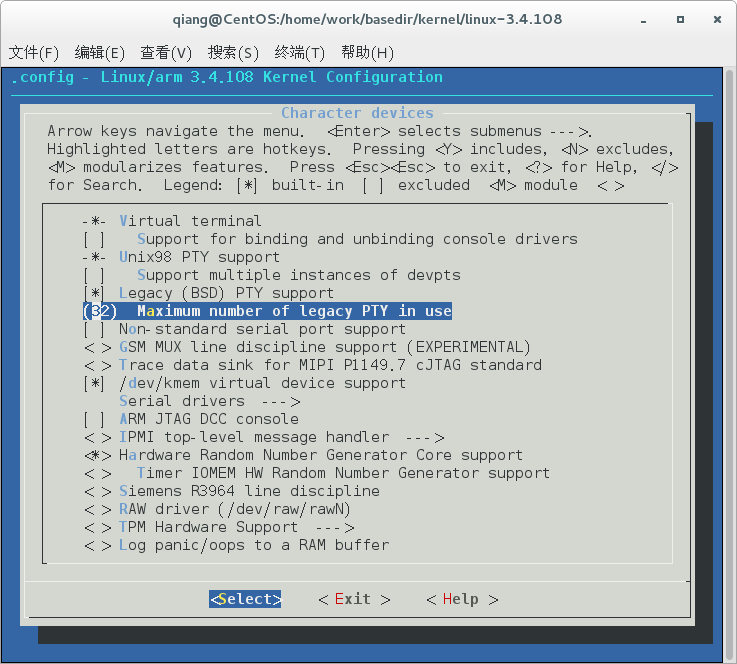 qiang@CentOS:/home/work/basedir/kernel/linux-3.4.108
文件(F) 编辑(E) 查看(V) 搜索(S) 终端(T) 帮助(H)
.config - Linux/arm 3.4.108 Kernel Configuration
Character devices
Arrow keys navigate the menu. <Enter> selects submenus --->.
Highlighted letters are hotkeys. Pressing <Y> includes, <N> excludes,
<M> modularizes features. Press <Esc><Esc> to exit, <?> for Help, </>
for Search. Legend: [*] built-in [ ] excluded <M> module < >
-*- Virtual terminal
[ ] Support for binding and unbinding console drivers
-*- Unix98 PTY support
[ ] Support multiple instances of devpts
[*] Legacy (BSD) PTY support
(32) Maximum number of legacy PTY in use
[ ] Non-standard serial port support
< > GSM MUX line discipline support (EXPERIMENTAL)
< > Trace data sink for MIPI P1149.7 cJTAG standard
[*] /dev/kmem virtual device support
Serial drivers --->
[ ] ARM JTAG DCC console
< > IPMI top-level message handler --->
<*> Hardware Random Number Generator Core support
< > Timer IOMEM HW Random Number Generator support
< > Siemens R3964 line discipline
< > RAW driver (/dev/raw/rawN)
< > TPM Hardware Support --->
< > Log panic/oops to a RAM buffer
<Select> < Exit > < Help >